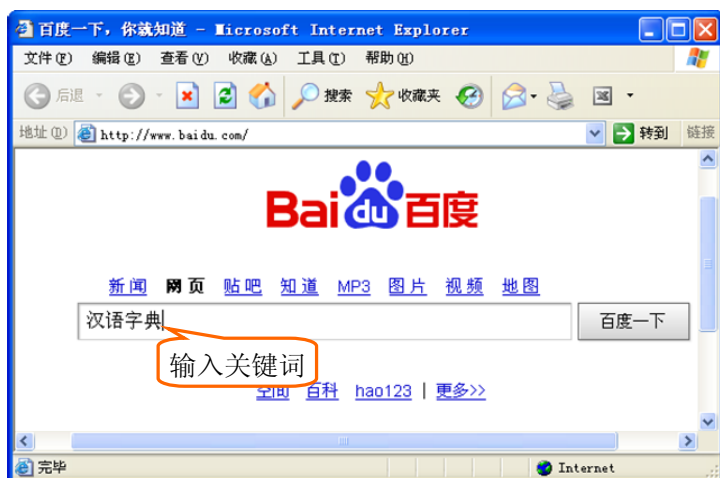 百度一下，你就知道 - Microsoft Internet Explorer
文件(F) 编辑(E) 查看(V) 收藏(A) 工具(T) 帮助(H)
后退 搜索 收藏夹
地址(D) http://www.baidu.com/ 转到 链接
Bai du 百度
新闻 网页 贴吧 知道 MP3 图片 视频 地图
汉语字典 百度一下
输入关键词
空间 百科 hao123 | 更多>>
完毕 Internet